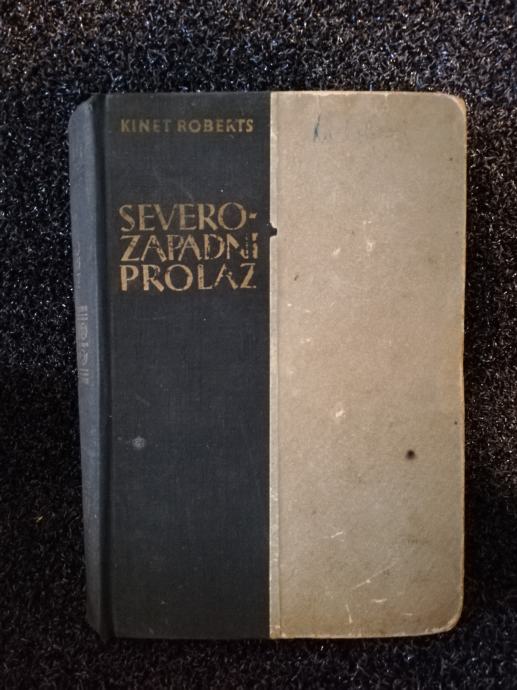 KINET ROBERTS
SEVERO-
ZAPADNI
PROLAZ